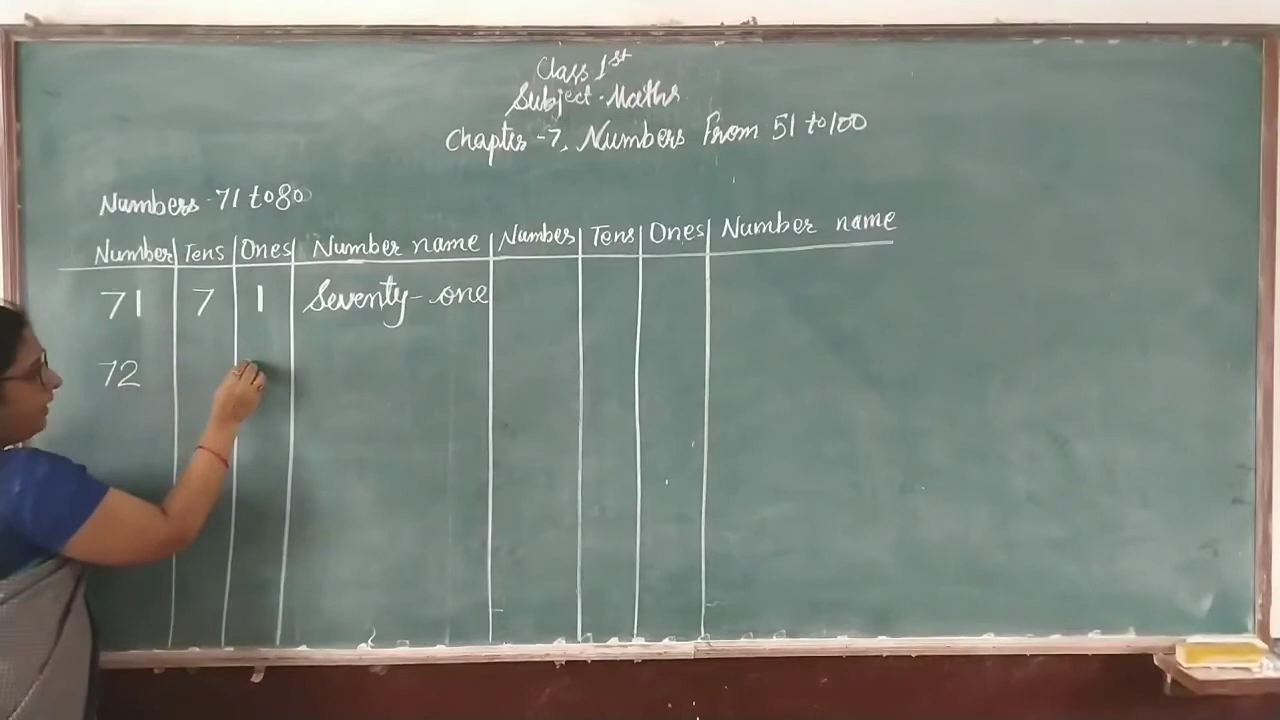 Class 1st
Subject - Maths
Chapter - 7, Numbers From 51 to 100
Numbers - 71 to 80
Number Tens Ones Number name Number Tens Ones Number name
71 7 1 Seventy-one
72